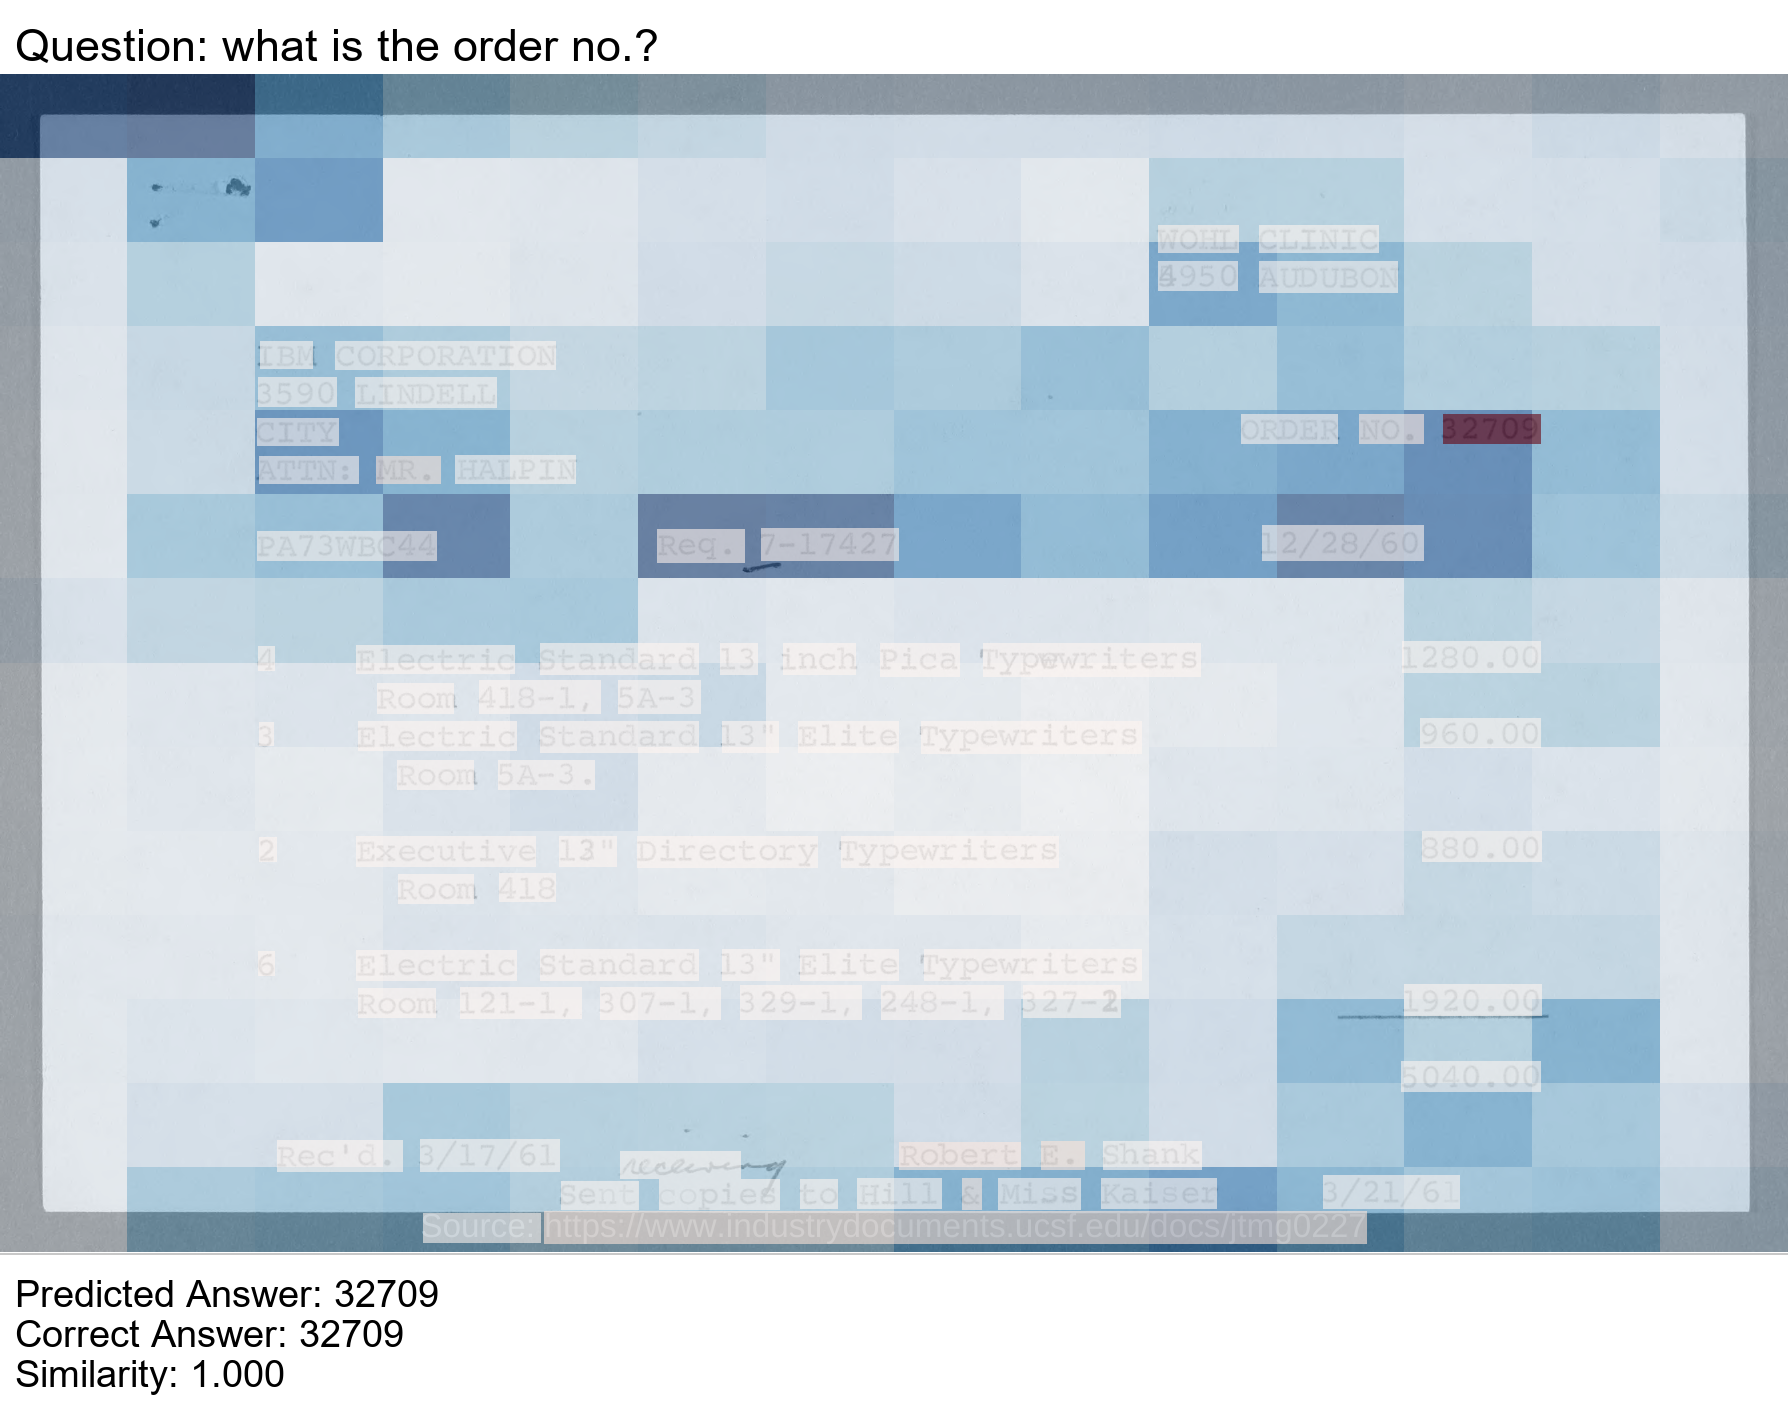 Question: what is the order no.?
WOHL CLINIC
4950 AUDUBON
IBM CORPORATION
3590 LINDELL
CITY
ORDER NO. 32709
ATTN: MR. HALPIN
PA73WBC44 Req. 7-17427 12/28/60
4 Electric Standard 13 inch Pica Typewriters 1280.00
Room 418-1, 5A-3
3 Electric Standard 13" Elite Typewriters 960.00
Room 5A-3.
2 Executive 13" Directory Typewriters 880.00
Room 418
6 Electric Standard 13" Elite Typewriters
Room 121-1, 307-1, 329-1, 248-1, 327-2 1920.00
5040.00
Rec'd. 3/17/61 receiving Robert E. Shank
Sent copies to Hill & Miss Kaiser 3/21/61
Source: https://www.industrydocuments.ucsf.edu/docs/jtmg0227
Predicted Answer: 32709
Correct Answer: 32709
Similarity: 1.000